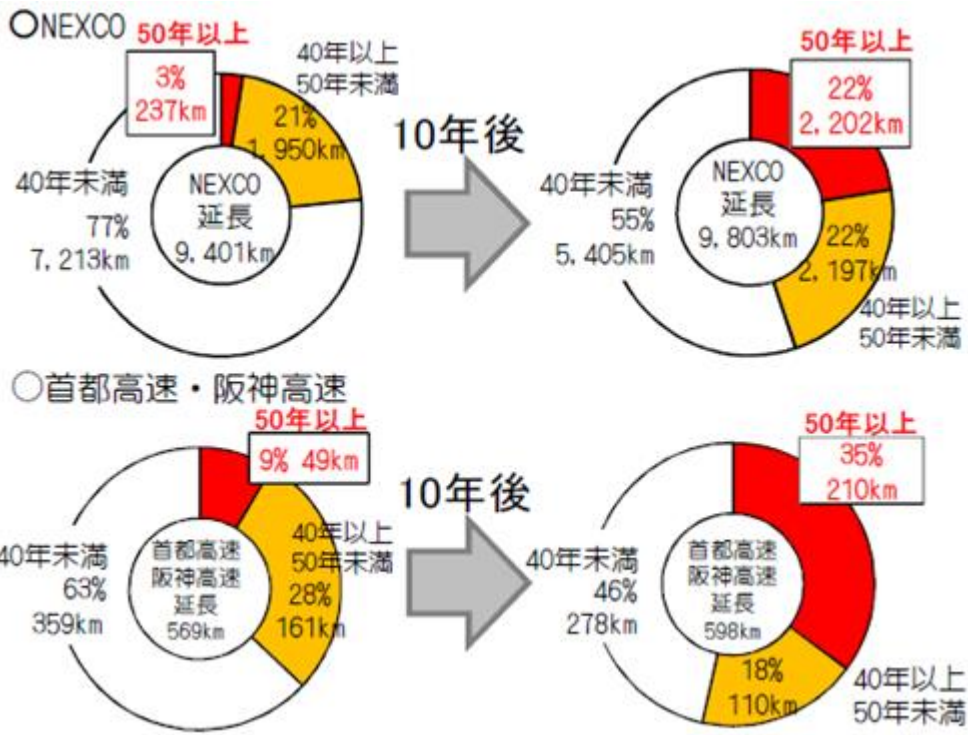 ○NEXCO
50年以上
3%
237km
40年以上
50年未満
21%
1,950km
40年未満
77%
7,213km
NEXCO
延長
9,401km
10年後
50年以上
22%
2,202km
40年未満
55%
5,405km
NEXCO
延長
9,803km
22%
2,197km
40年以上
50年未満
○首都高速・阪神高速
50年以上
9% 49km
40年以上
50年未満
28%
161km
40年未満
63%
359km
首都高速
阪神高速
延長
569km
10年後
50年以上
35%
210km
40年未満
46%
278km
首都高速
阪神高速
延長
598km
18%
110km
40年以上
50年未満